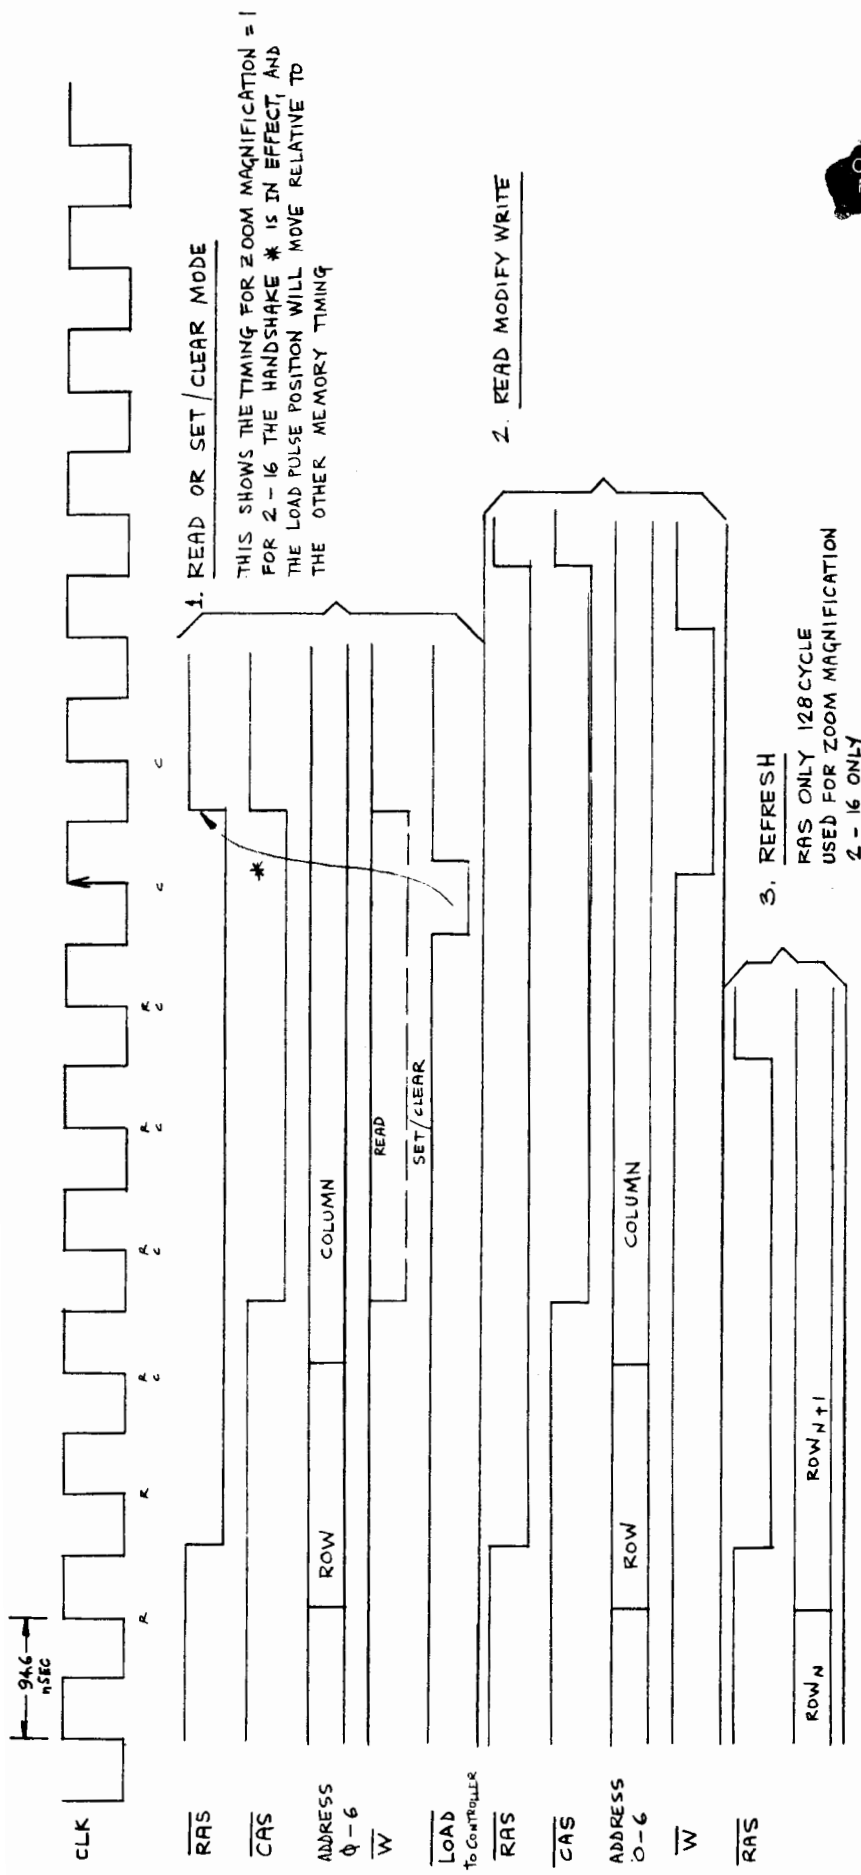 94.6
nSEC
CLK
R
R
R C
R C
R C
R C
C
C
1. READ OR SET/CLEAR MODE
THIS SHOWS THE TIMING FOR ZOOM MAGNIFICATION = 1
FOR 2 - 16 THE HANDSHAKE * IS IN EFFECT, AND
THE LOAD PULSE POSITION WILL MOVE RELATIVE TO
THE OTHER MEMORY TIMING
RAS
CAS
*
ADDRESS
0 - 6
ROW
COLUMN
W
READ
SET/CLEAR
LOAD
to CONTROLLER
2. READ MODIFY WRITE
RAS
CAS
ADDRESS
0-6
ROW
COLUMN
W
3. REFRESH
RAS ONLY 128 CYCLE
USED FOR ZOOM MAGNIFICATION
2 - 16 ONLY
RAS
ROW N
ROW N+1